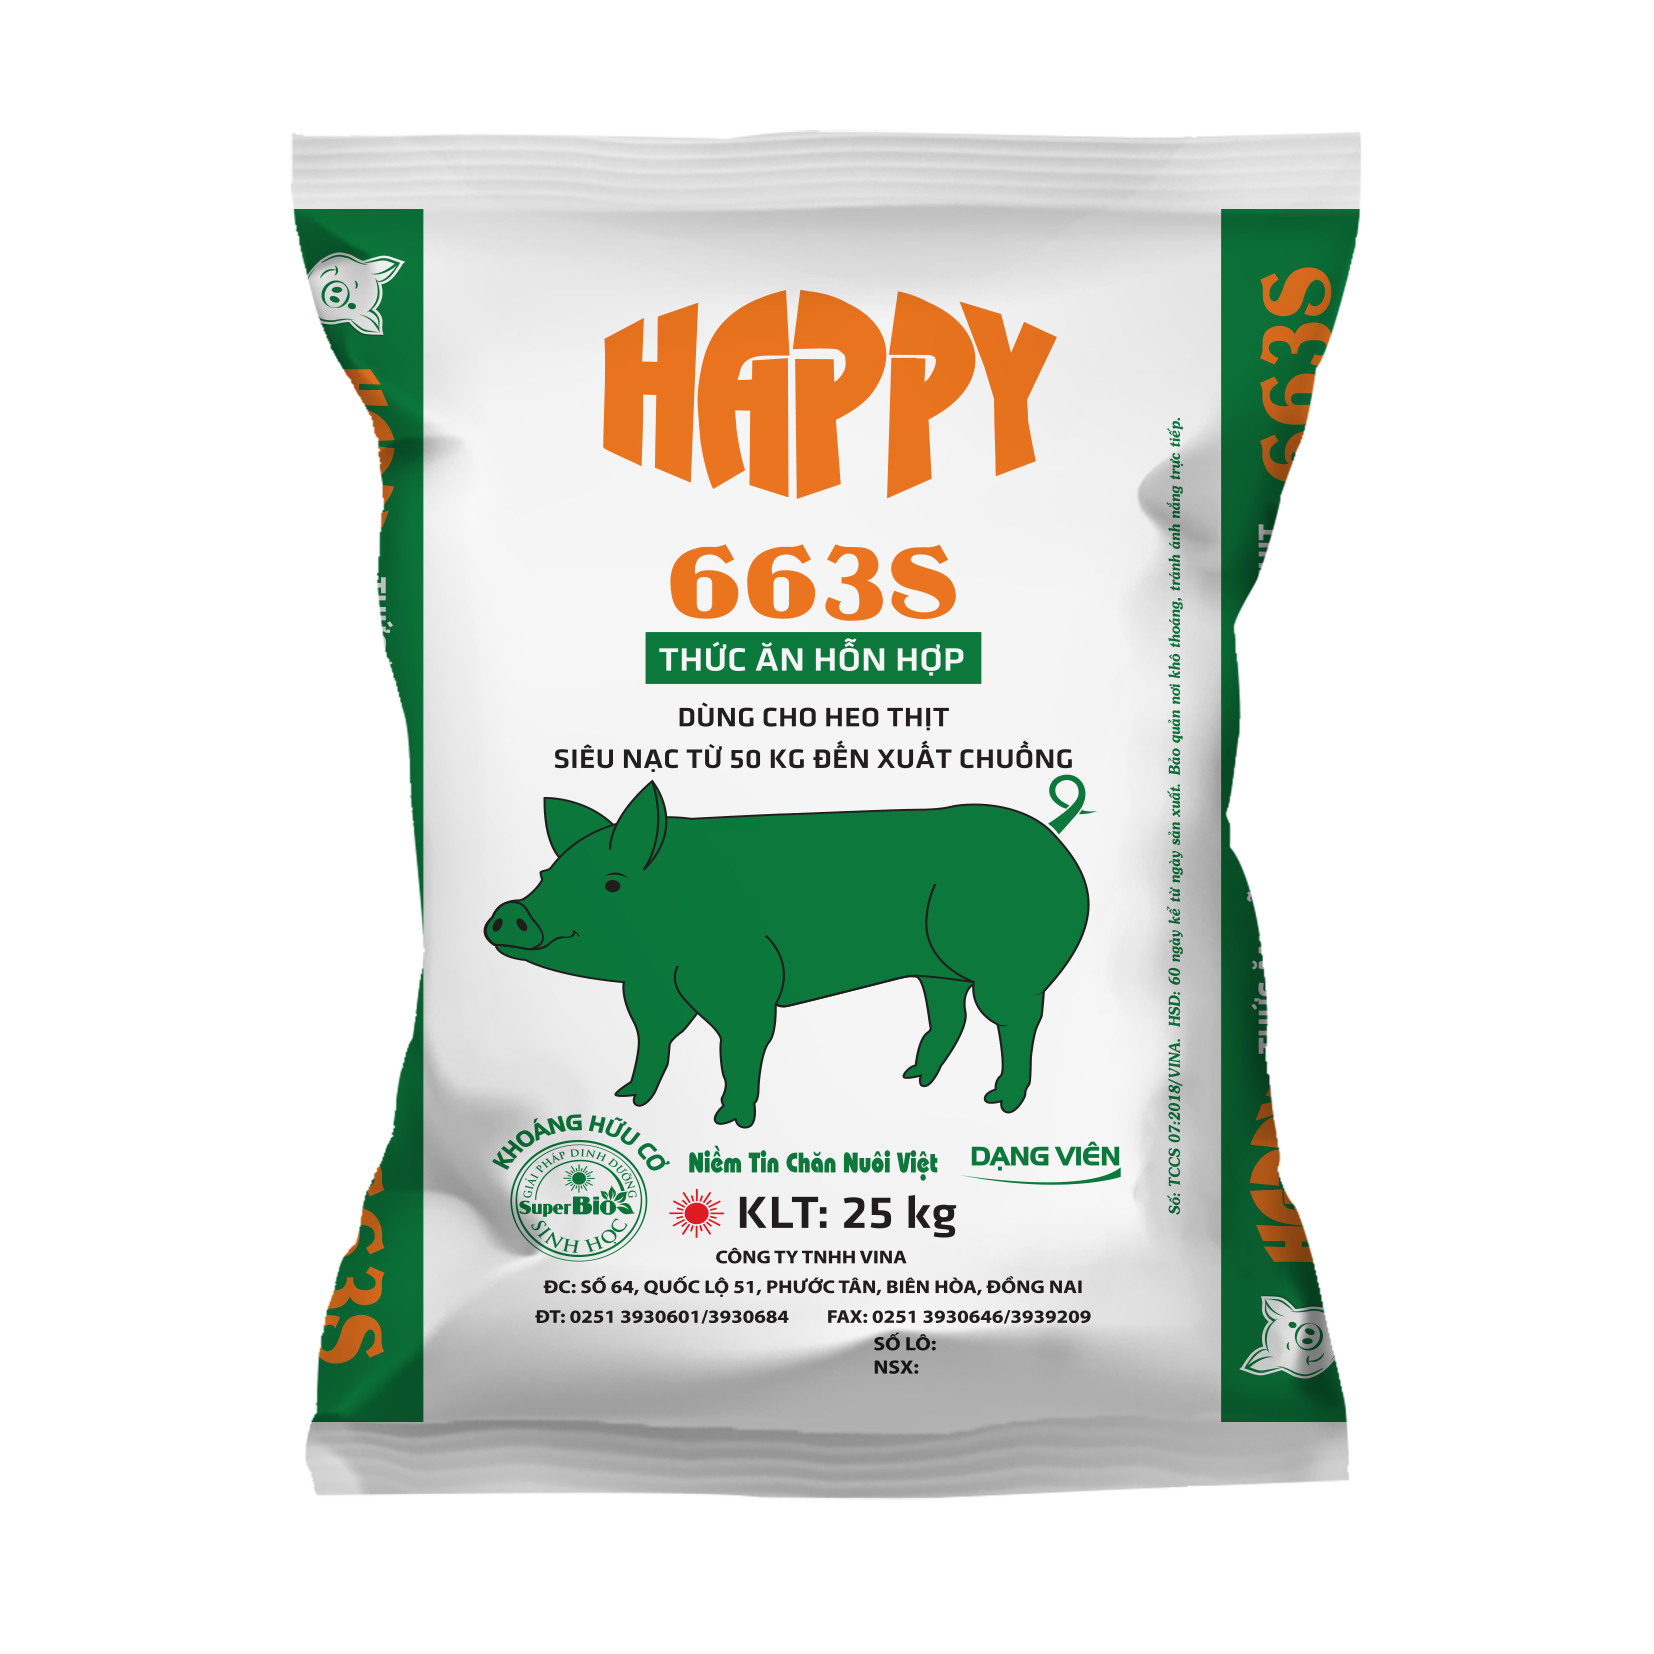 HAPPY
663S
THỨC ĂN HỖN HỢP
DÙNG CHO HEO THỊT
SIÊU NẠC TỪ 50 KG ĐẾN XUẤT CHUỒNG
KHOÁNG HỮU CƠ
GIẢI PHÁP DINH DƯỠNG
SuperBio
SINH HỌC
Niềm Tin Chăn Nuôi Việt
DẠNG VIÊN
KLT: 25 kg
CÔNG TY TNHH VINA
ĐC: SỐ 64, QUỐC LỘ 51, PHƯỚC TÂN, BIÊN HÒA, ĐỒNG NAI
ĐT: 0251 3930601/3930684 FAX: 0251 3930646/3939209
SỐ LÔ:
NSX:
Số: TCCS 07:2018/VINA. HSD: 60 ngày kể từ ngày sản xuất. Bảo quản nơi khô thoáng, tránh ánh nắng trực tiếp.
663S